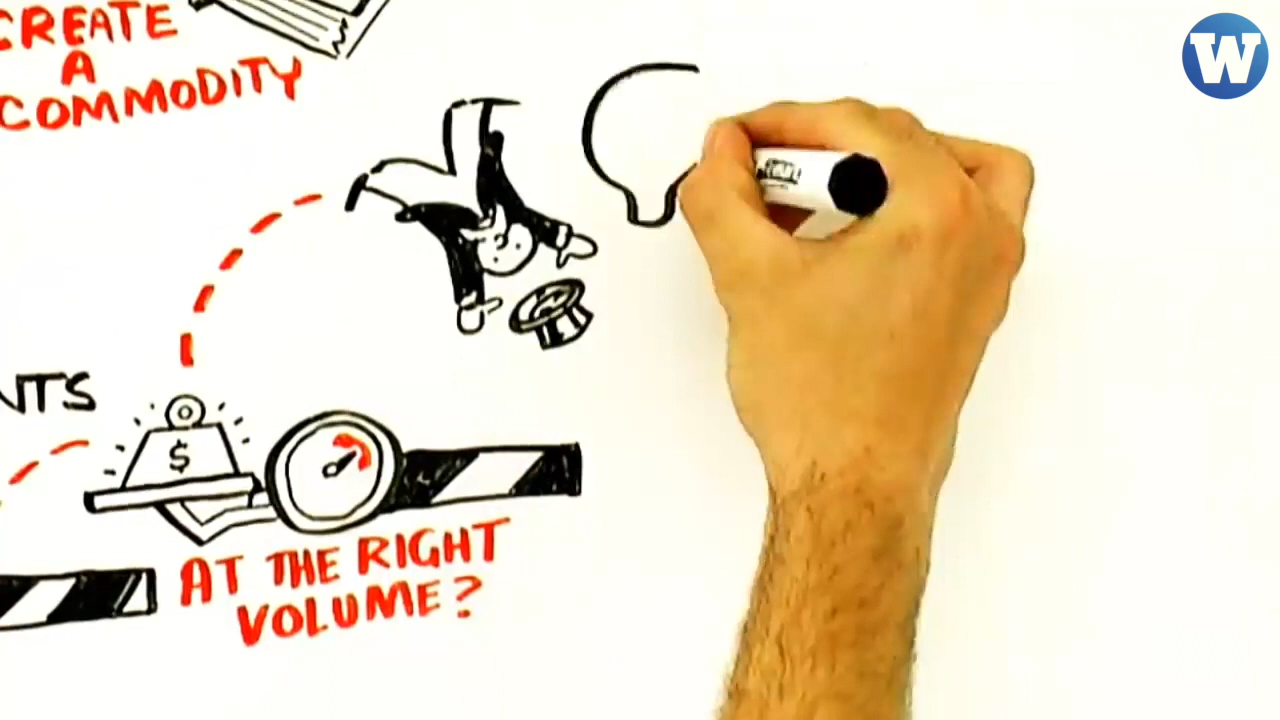 CREATE
A
COMMODITY
W
NTS
$
AT THE RIGHT
VOLUME?